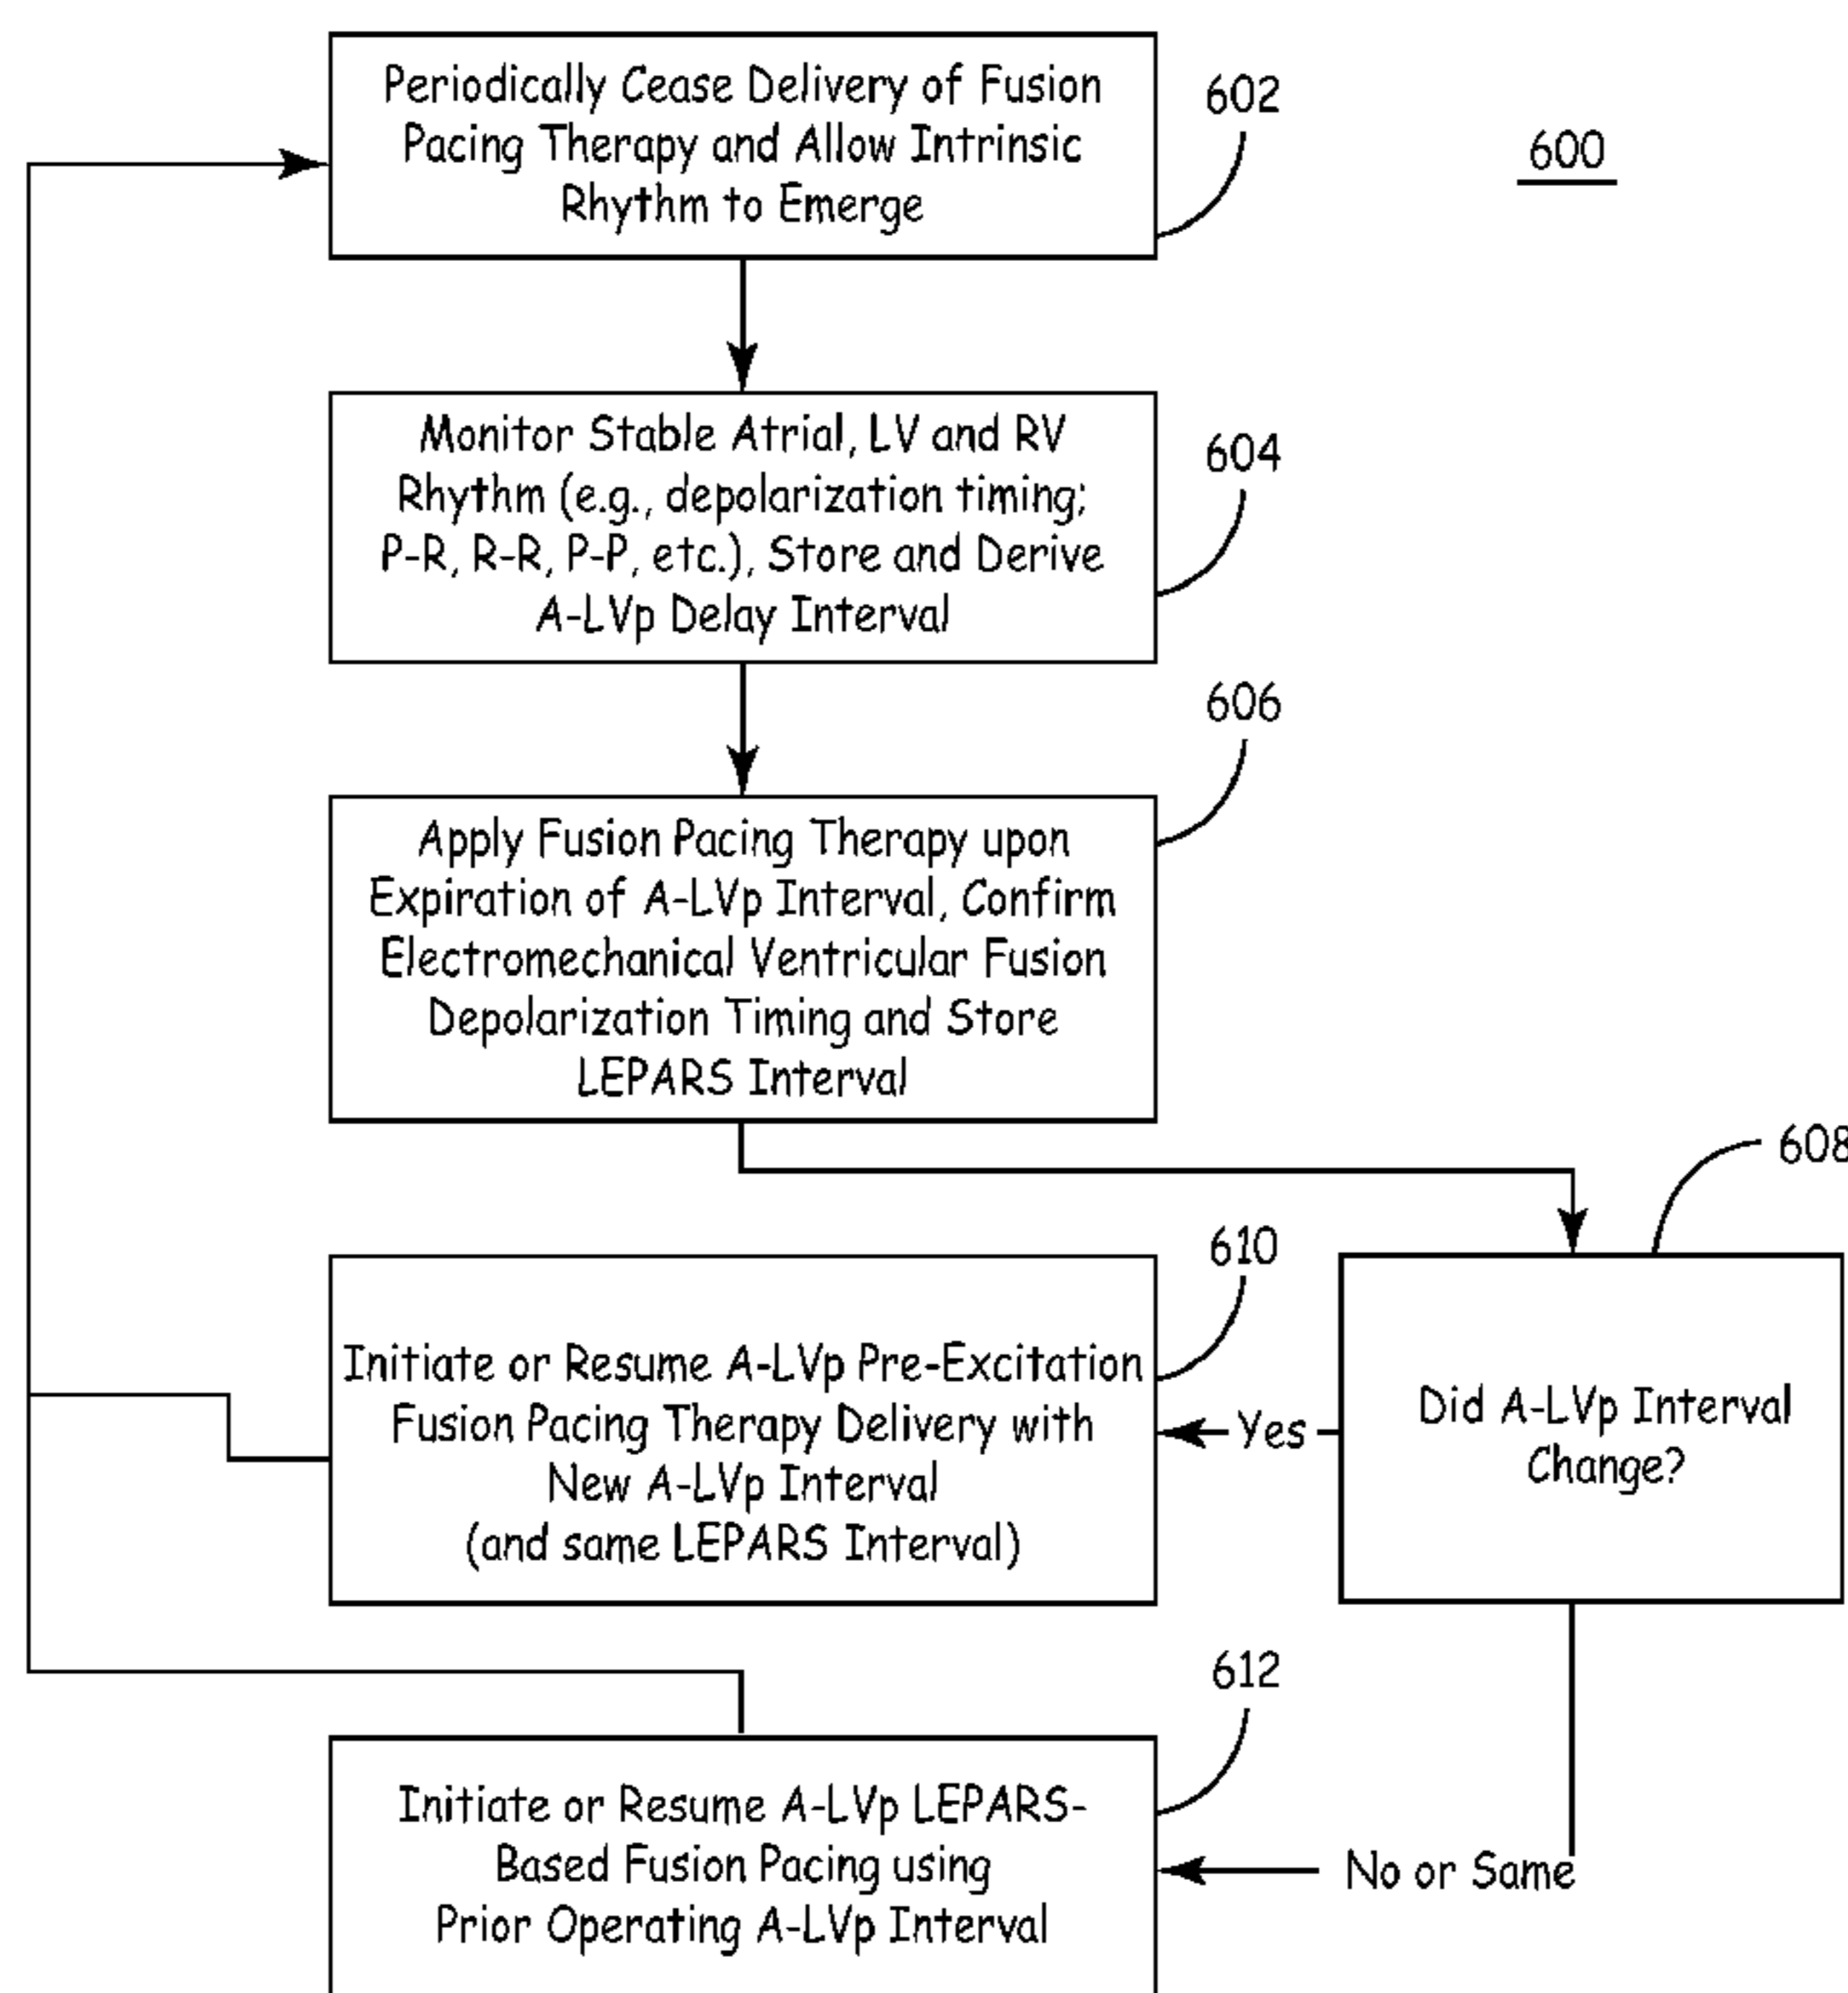 Periodically Cease Delivery of Fusion
Pacing Therapy and Allow Intrinsic
Rhythm to Emerge
602
600
Monitor Stable Atrial, LV and RV
Rhythm (e.g., depolarization timing;
P-R, R-R, P-P, etc.), Store and Derive
A-LVp Delay Interval
604
606
Apply Fusion Pacing Therapy upon
Expiration of A-LVp Interval, Confirm
Electromechanical Ventricular Fusion
Depolarization Timing and Store
LEPARS Interval
608
610
Initiate or Resume A-LVp Pre-Excitation
Fusion Pacing Therapy Delivery with
New A-LVp Interval
(and same LEPARS Interval)
Yes
Did A-LVp Interval
Change?
612
Initiate or Resume A-LVp LEPARS-
Based Fusion Pacing using
Prior Operating A-LVp Interval
No or Same